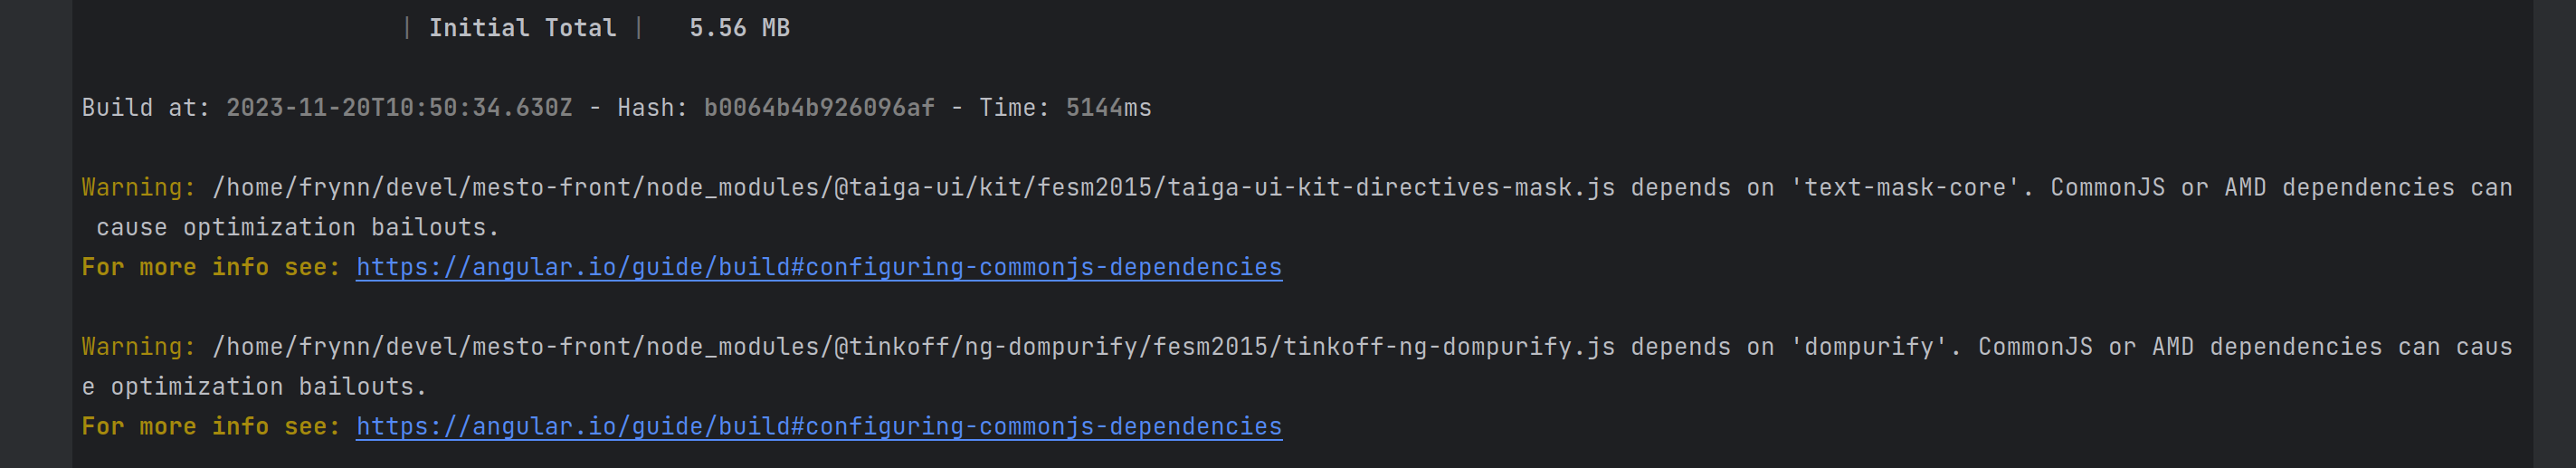 | Initial Total |   5.56 MB
Build at: 2023-11-20T10:50:34.630Z - Hash: b0064b4b926096af - Time: 5144ms
Warning: /home/frynn/devel/mesto-front/node_modules/@taiga-ui/kit/fesm2015/taiga-ui-kit-directives-mask.js depends on 'text-mask-core'. CommonJS or AMD dependencies can
cause optimization bailouts.
For more info see: https://angular.io/guide/build#configuring-commonjs-dependencies
Warning: /home/frynn/devel/mesto-front/node_modules/@tinkoff/ng-dompurify/fesm2015/tinkoff-ng-dompurify.js depends on 'dompurify'. CommonJS or AMD dependencies can caus
e optimization bailouts.
For more info see: https://angular.io/guide/build#configuring-commonjs-dependencies